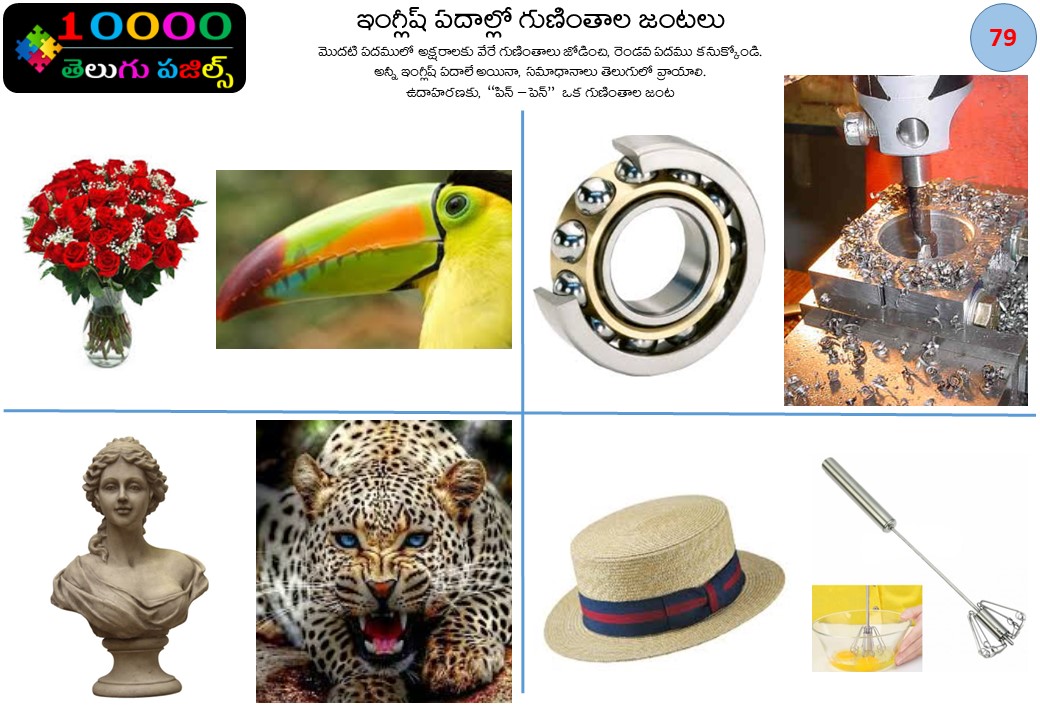 10000
తెలుగు పజిల్స్
ఇంగ్లీష్ పదాల్లో గుణింతాల జంటలు
79
మొదటి పదములో అక్షరాలకు వేరే గుణింతాలు జోడించి, రెండవ పదము కనుక్కోండి.
అన్నీ ఇంగ్లీష్ పదాలే అయినా, సమాధానాలు తెలుగులో వ్రాయాలి.
ఉదాహరణకు, “పిన్ – పెన్” ఒక గుణింతాల జంట